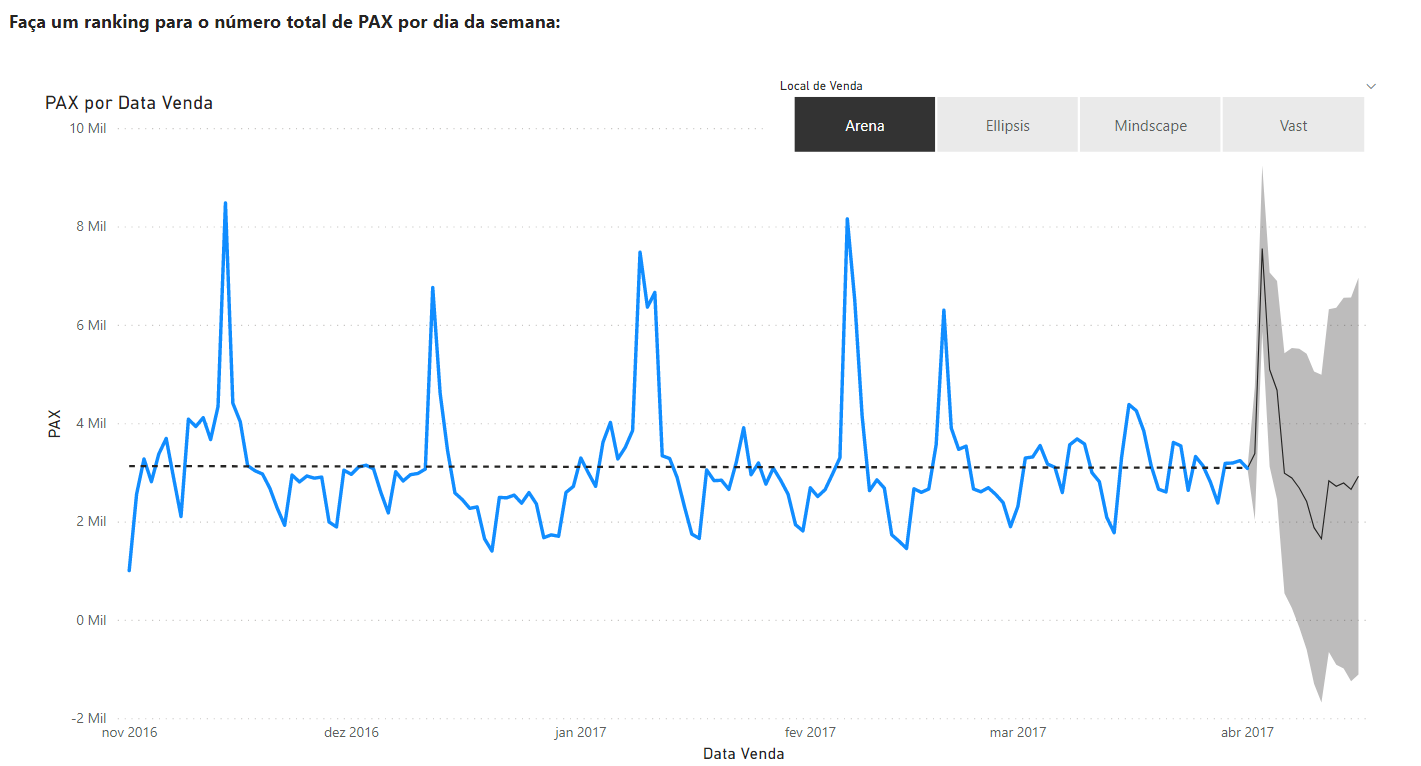 Faça um ranking para o número total de PAX por dia da semana:
Local de Venda
PAX por Data Venda
Arena
Ellipsis
Mindscape
Vast
10 Mil
8 Mil
6 Mil
4 Mil
2 Mil
0 Mil
-2 Mil
PAX
nov 2016
dez 2016
jan 2017
fev 2017
mar 2017
abr 2017
Data Venda